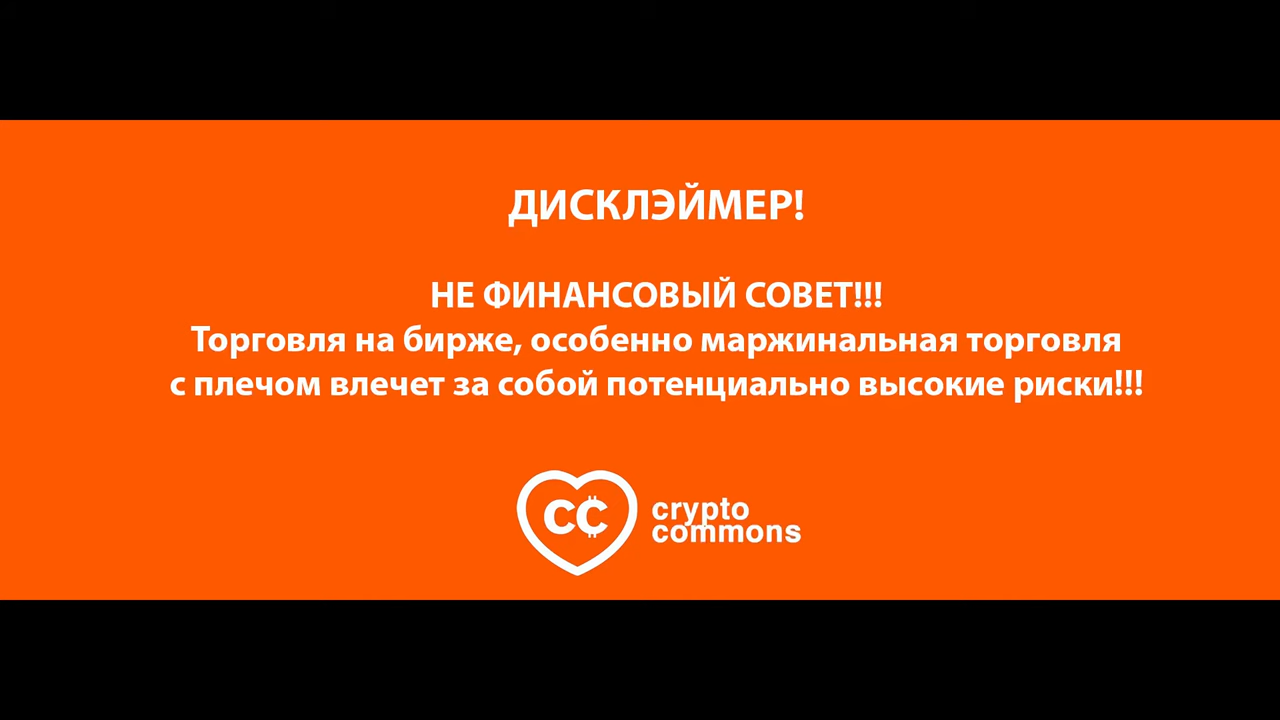 ДИСКЛЭЙМЕР!
НЕ ФИНАНСОВЫЙ СОВЕТ!!!
Торговля на бирже, особенно маржинальная торговля
с плечом влечет за собой потенциально высокие риски!!!
CC
crypto
commons